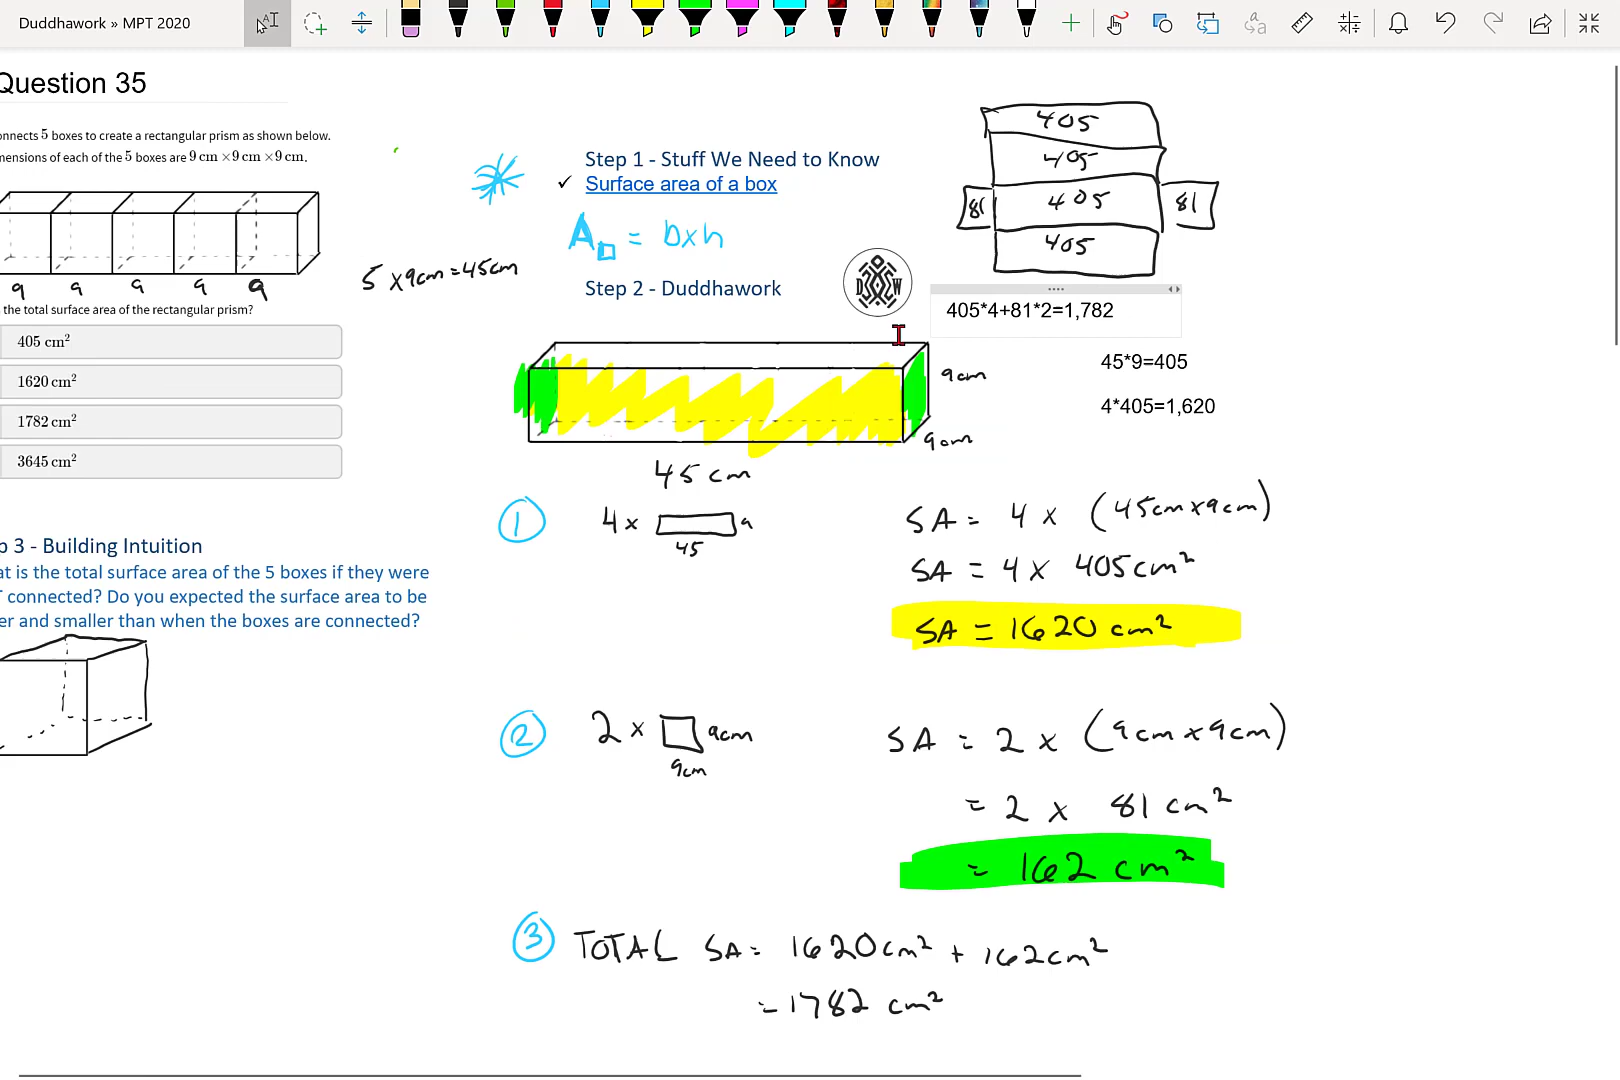 Duddhawork » MPT 2020
Question 35
onnects 5 boxes to create a rectangular prism as shown below.
mensions of each of the 5 boxes are 9 cm ×9 cm ×9 cm.
9 9 9 9 9
5 x 9cm = 45cm
the total surface area of the rectangular prism?
405 cm²
1620 cm²
1782 cm²
3645 cm²
p 3 - Building Intuition
at is the total surface area of the 5 boxes if they were
T connected? Do you expected the surface area to be
er and smaller than when the boxes are connected?
Step 1 - Stuff We Need to Know
✓ Surface area of a box
A□ = bxh
Step 2 - Duddhawork
D W
405
405
81 405 81
405
405*4+81*2=1,782
45*9=405
4*405=1,620
9cm
9cm
45 cm
① 4 x 9
45
SA = 4 x (45cm x 9cm)
SA = 4 x 405cm²
SA = 1620 cm²
② 2 x 9cm
9cm
SA = 2 x (9cm x 9cm)
= 2 x 81 cm²
= 162 cm²
③ TOTAL SA = 1620cm² + 162cm²
= 1782 cm²